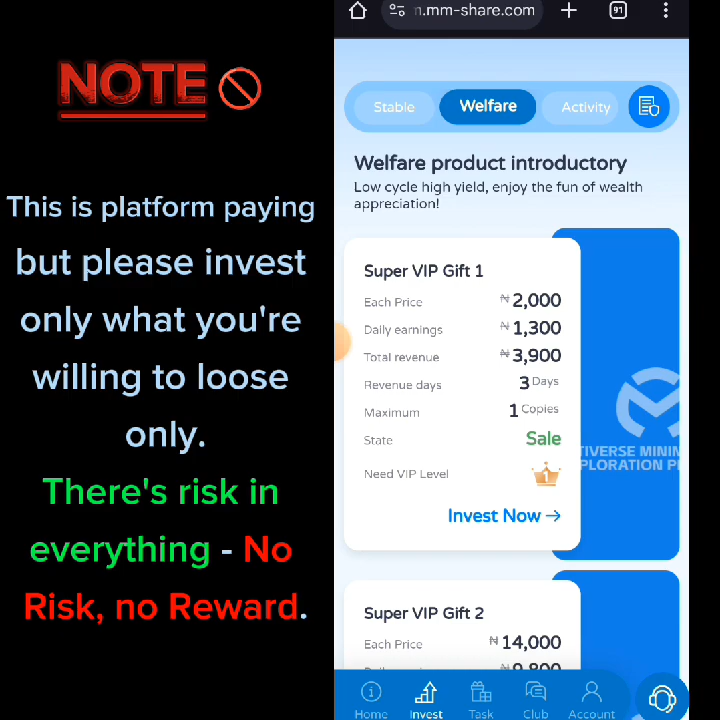 NOTE
This is platform paying
but please invest
only what you're
willing to loose
only.
There's risk in
everything - No
Risk, no Reward.
n.mm-share.com
91
Stable
Welfare
Activity
Welfare product introductory
Low cycle high yield, enjoy the fun of wealth
appreciation!
Super VIP Gift 1
Each Price ₦2,000
Daily earnings ₦1,300
Total revenue ₦3,900
Revenue days 3 Days
Maximum 1 Copies
State Sale
Need VIP Level 1
Invest Now →
Super VIP Gift 2
Each Price ₦14,000
₦9,800
Home
Invest
Task
Club
Account